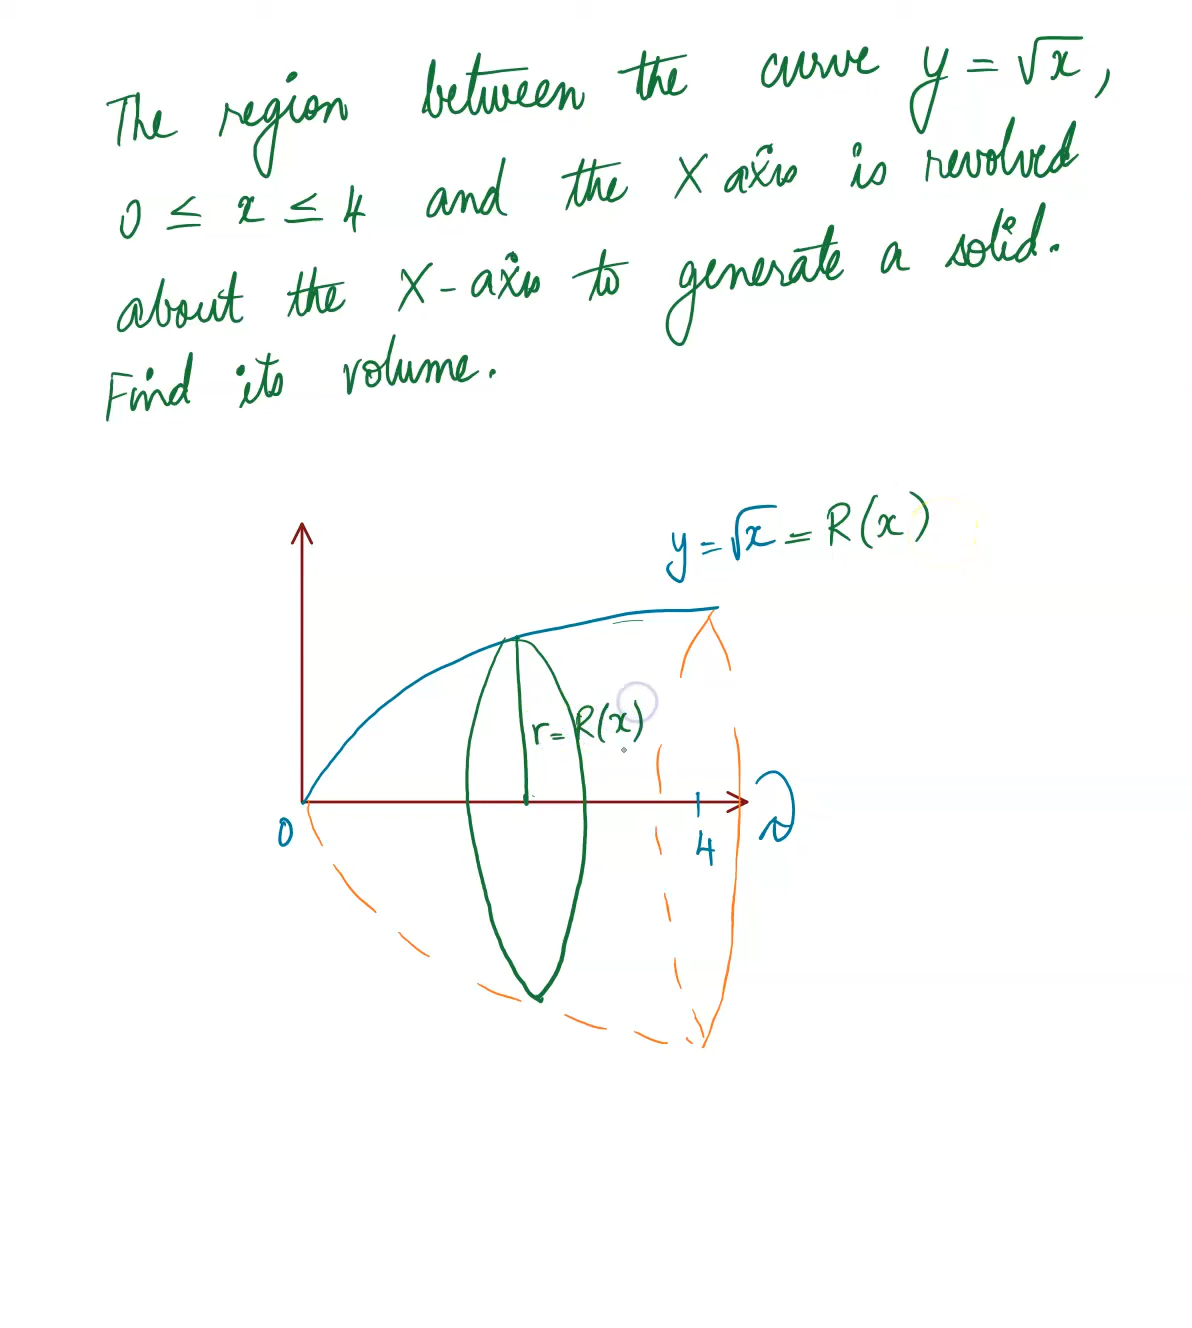 The region between the curve y = √x,
0 ≤ x ≤ 4 and the X axis is revolved
about the X-axis to generate a solid.
Find its volume.
y = √x = R(x)
r = R(x)
0
4